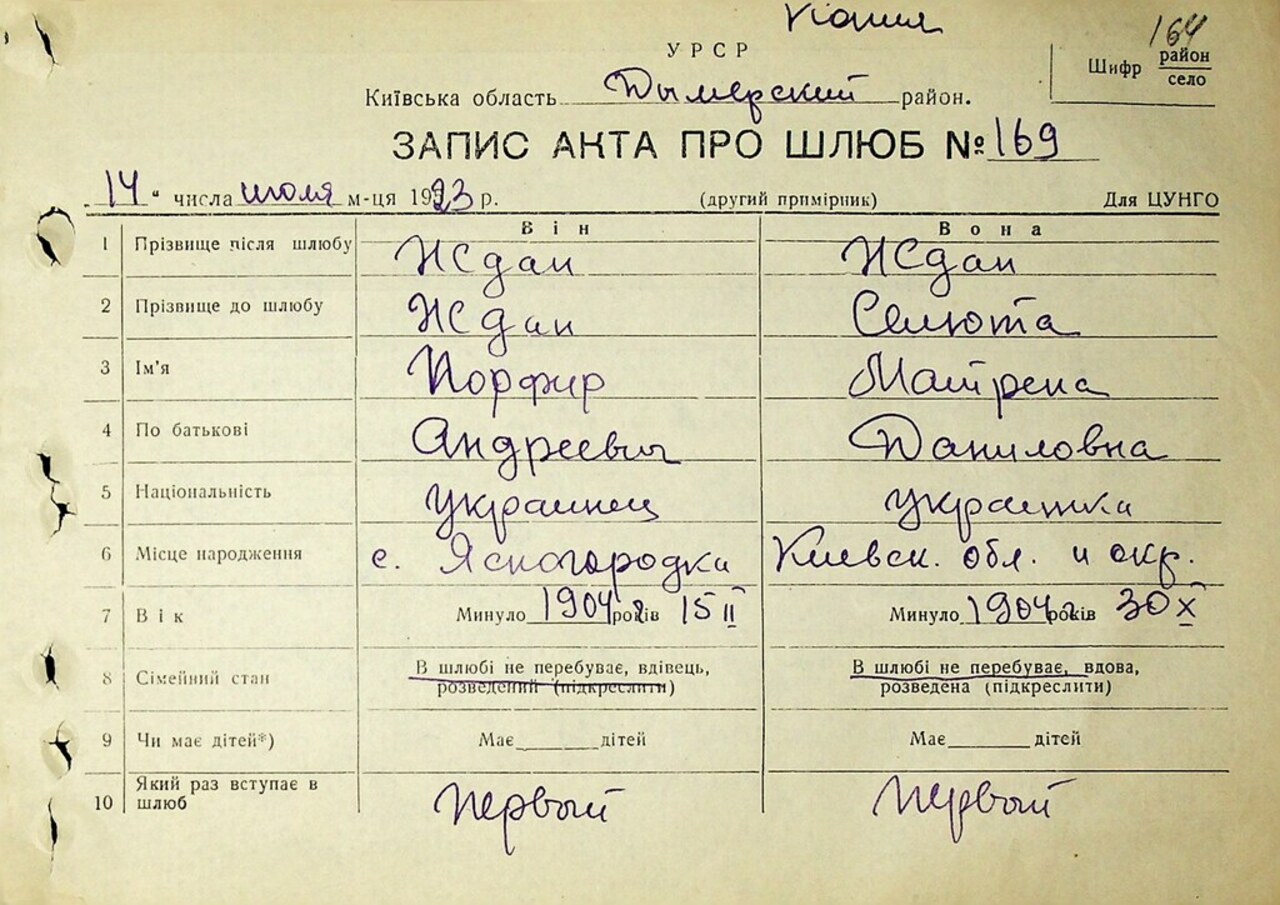 Копия
164
УРСР
Шифр район
село
Київська область Дымерский район.
ЗАПИС АКТА ПРО ШЛЮБ № 169
„14“ числа июля м-ця 1923 р. (другий примірник) Для ЦУНГО
Він Вона
1 Прізвище після шлюбу Ждан Ждан
2 Прізвище до шлюбу Ждан Селюта
3 Ім’я Порфир Матрена
4 По батькові Андреевич Даниловна
5 Національність украинец украинка
6 Місце народження с. Ясногородка Киевск. обл. и окр.
7 Вік Минуло 1904 г років 15 II Минуло 1904 г років 30 X
8 Сімейний стан В шлюбі не перебуває, вдівець, В шлюбі не перебуває, вдова,
розведений (підкреслити) розведена (підкреслити)
9 Чи має дітей*) Має дітей Має дітей
10 Який раз вступає в шлюб первый первый